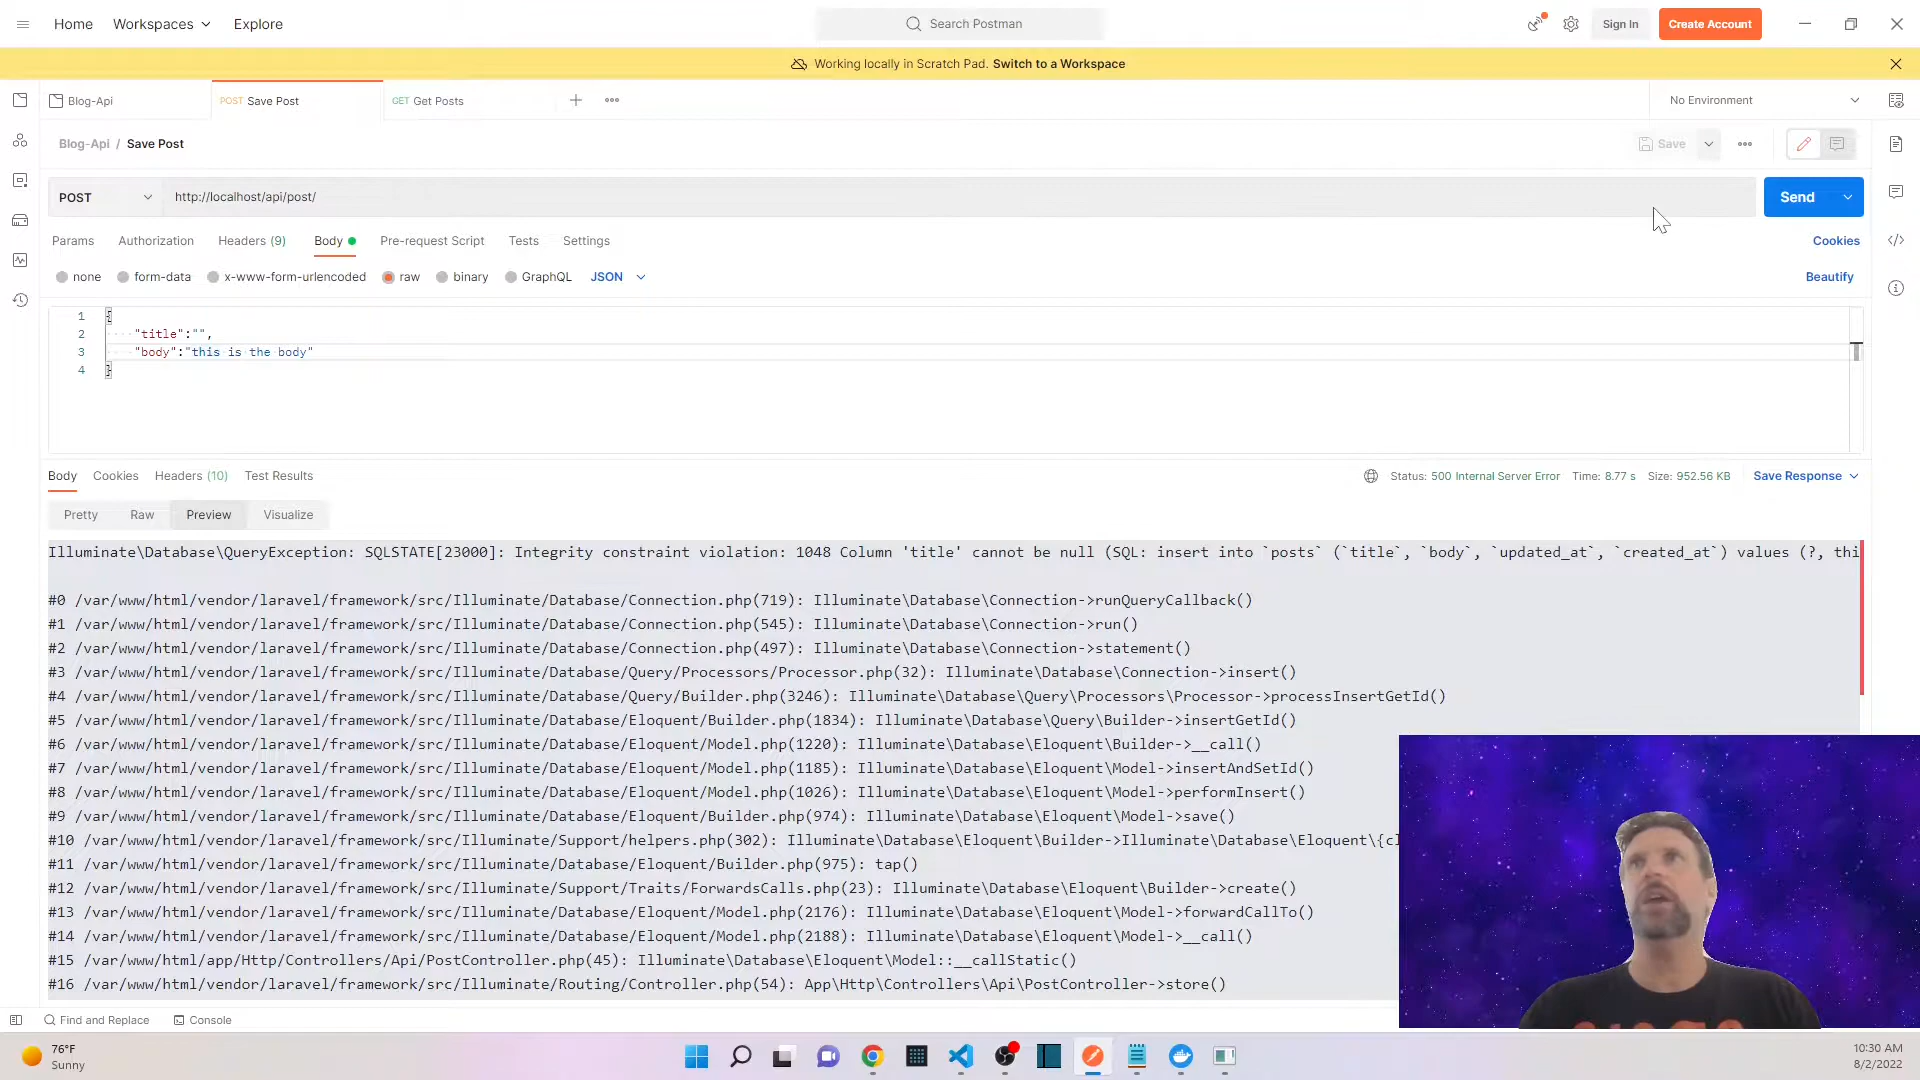 Home Workspaces Explore Search Postman Sign In Create Account
Working locally in Scratch Pad. Switch to a Workspace
Blog-Api POST Save Post GET Get Posts No Environment
Blog-Api / Save Post Save
POST http://localhost/api/post/ Send
Params Authorization Headers (9) Body Pre-request Script Tests Settings Cookies
none form-data x-www-form-urlencoded raw binary GraphQL JSON Beautify
1 {
2 "title":"",
3 "body":"this is the body"
4 }
Body Cookies Headers (10) Test Results Status: 500 Internal Server Error Time: 8.77 s Size: 952.56 KB Save Response
Pretty Raw Preview Visualize
Illuminate\Database\QueryException: SQLSTATE[23000]: Integrity constraint violation: 1048 Column 'title' cannot be null (SQL: insert into `posts` (`title`, `body`, `updated_at`, `created_at`) values (?, thi
#0 /var/www/html/vendor/laravel/framework/src/Illuminate/Database/Connection.php(719): Illuminate\Database\Connection->runQueryCallback()
#1 /var/www/html/vendor/laravel/framework/src/Illuminate/Database/Connection.php(545): Illuminate\Database\Connection->run()
#2 /var/www/html/vendor/laravel/framework/src/Illuminate/Database/Connection.php(497): Illuminate\Database\Connection->statement()
#3 /var/www/html/vendor/laravel/framework/src/Illuminate/Database/Query/Processors/Processor.php(32): Illuminate\Database\Connection->insert()
#4 /var/www/html/vendor/laravel/framework/src/Illuminate/Database/Query/Builder.php(3246): Illuminate\Database\Query\Processors\Processor->processInsertGetId()
#5 /var/www/html/vendor/laravel/framework/src/Illuminate/Database/Eloquent/Builder.php(1834): Illuminate\Database\Query\Builder->insertGetId()
#6 /var/www/html/vendor/laravel/framework/src/Illuminate/Database/Eloquent/Model.php(1220): Illuminate\Database\Eloquent\Builder->__call()
#7 /var/www/html/vendor/laravel/framework/src/Illuminate/Database/Eloquent/Model.php(1185): Illuminate\Database\Eloquent\Model->insertAndSetId()
#8 /var/www/html/vendor/laravel/framework/src/Illuminate/Database/Eloquent/Model.php(1026): Illuminate\Database\Eloquent\Model->performInsert()
#9 /var/www/html/vendor/laravel/framework/src/Illuminate/Database/Eloquent/Builder.php(974): Illuminate\Database\Eloquent\Model->save()
#10 /var/www/html/vendor/laravel/framework/src/Illuminate/Support/helpers.php(302): Illuminate\Database\Eloquent\Builder->Illuminate\Database\Eloquent\{cl
#11 /var/www/html/vendor/laravel/framework/src/Illuminate/Database/Eloquent/Builder.php(975): tap()
#12 /var/www/html/vendor/laravel/framework/src/Illuminate/Support/Traits/ForwardsCalls.php(23): Illuminate\Database\Eloquent\Builder->create()
#13 /var/www/html/vendor/laravel/framework/src/Illuminate/Database/Eloquent/Model.php(2176): Illuminate\Database\Eloquent\Model->forwardCallTo()
#14 /var/www/html/vendor/laravel/framework/src/Illuminate/Database/Eloquent/Model.php(2188): Illuminate\Database\Eloquent\Model->__call()
#15 /var/www/html/app/Http/Controllers/Api/PostController.php(45): Illuminate\Database\Eloquent\Model::__callStatic()
#16 /var/www/html/vendor/laravel/framework/src/Illuminate/Routing/Controller.php(54): App\Http\Controllers\Api\PostController->store()
Find and Replace Console
76°F
Sunny
10:30 AM
8/2/2022